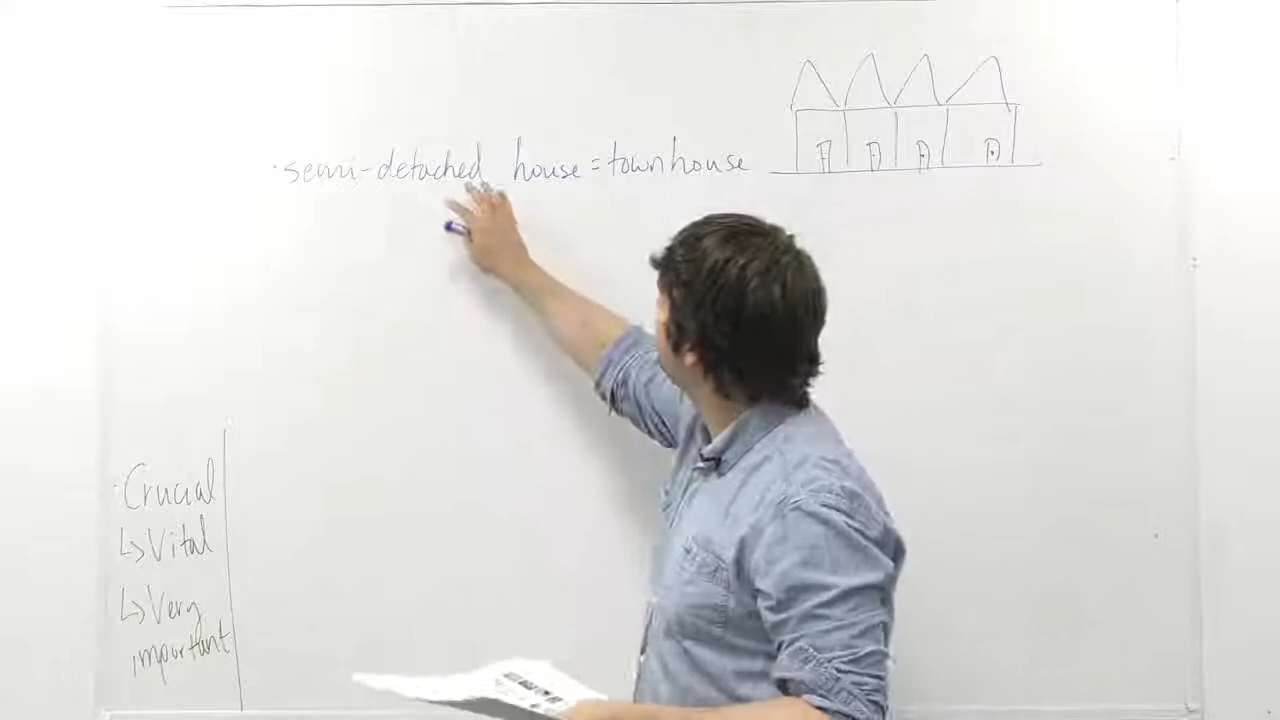 · semi-detached house = townhouse
· Crucial
↳ Vital
↳ Very
important